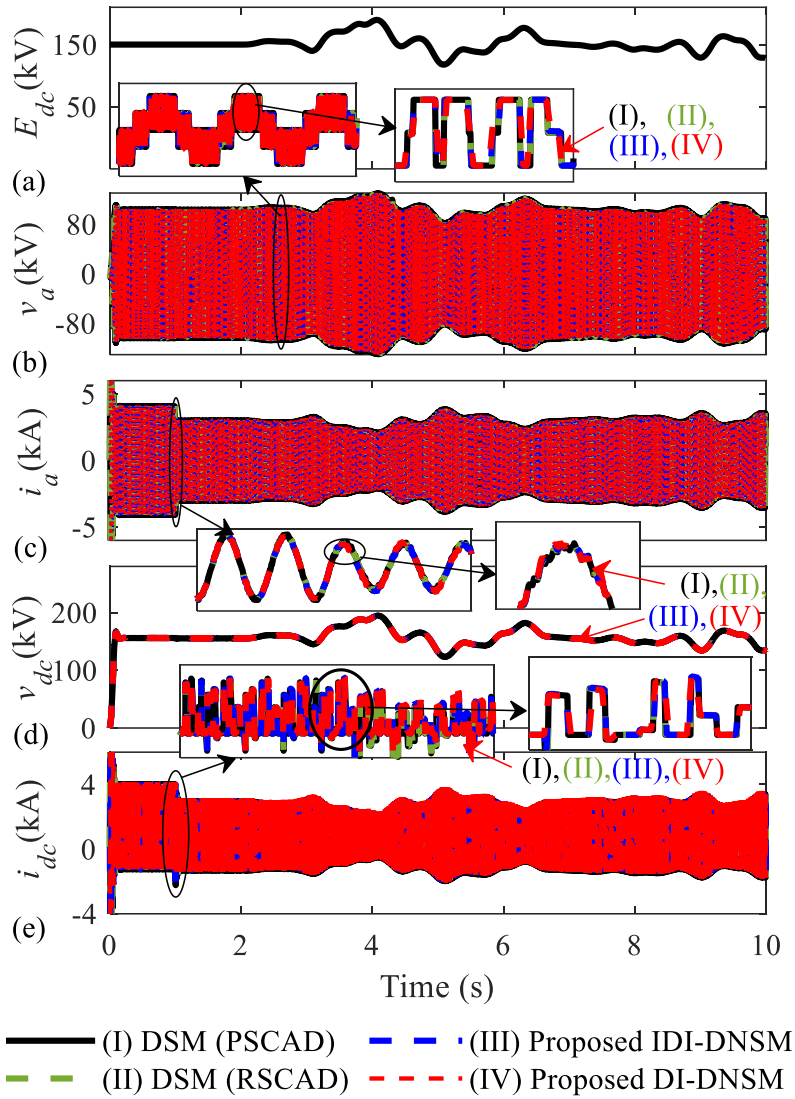 150
50
E_dc(kV)
(I), (II),
(III), (IV)
(a)
80
0
-80
v_a(kV)
(b)
5
0
-5
i_a(kA)
(c)
(I), (II),
(III), (IV)
200
100
0
v_dc(kV)
(d)
(I), (II), (III), (IV)
4
0
-4
i_dc(kA)
(e)
0 2 4 6 8 10
Time (s)
(I) DSM (PSCAD) (III) Proposed IDI-DNSM
(II) DSM (RSCAD) (IV) Proposed DI-DNSM